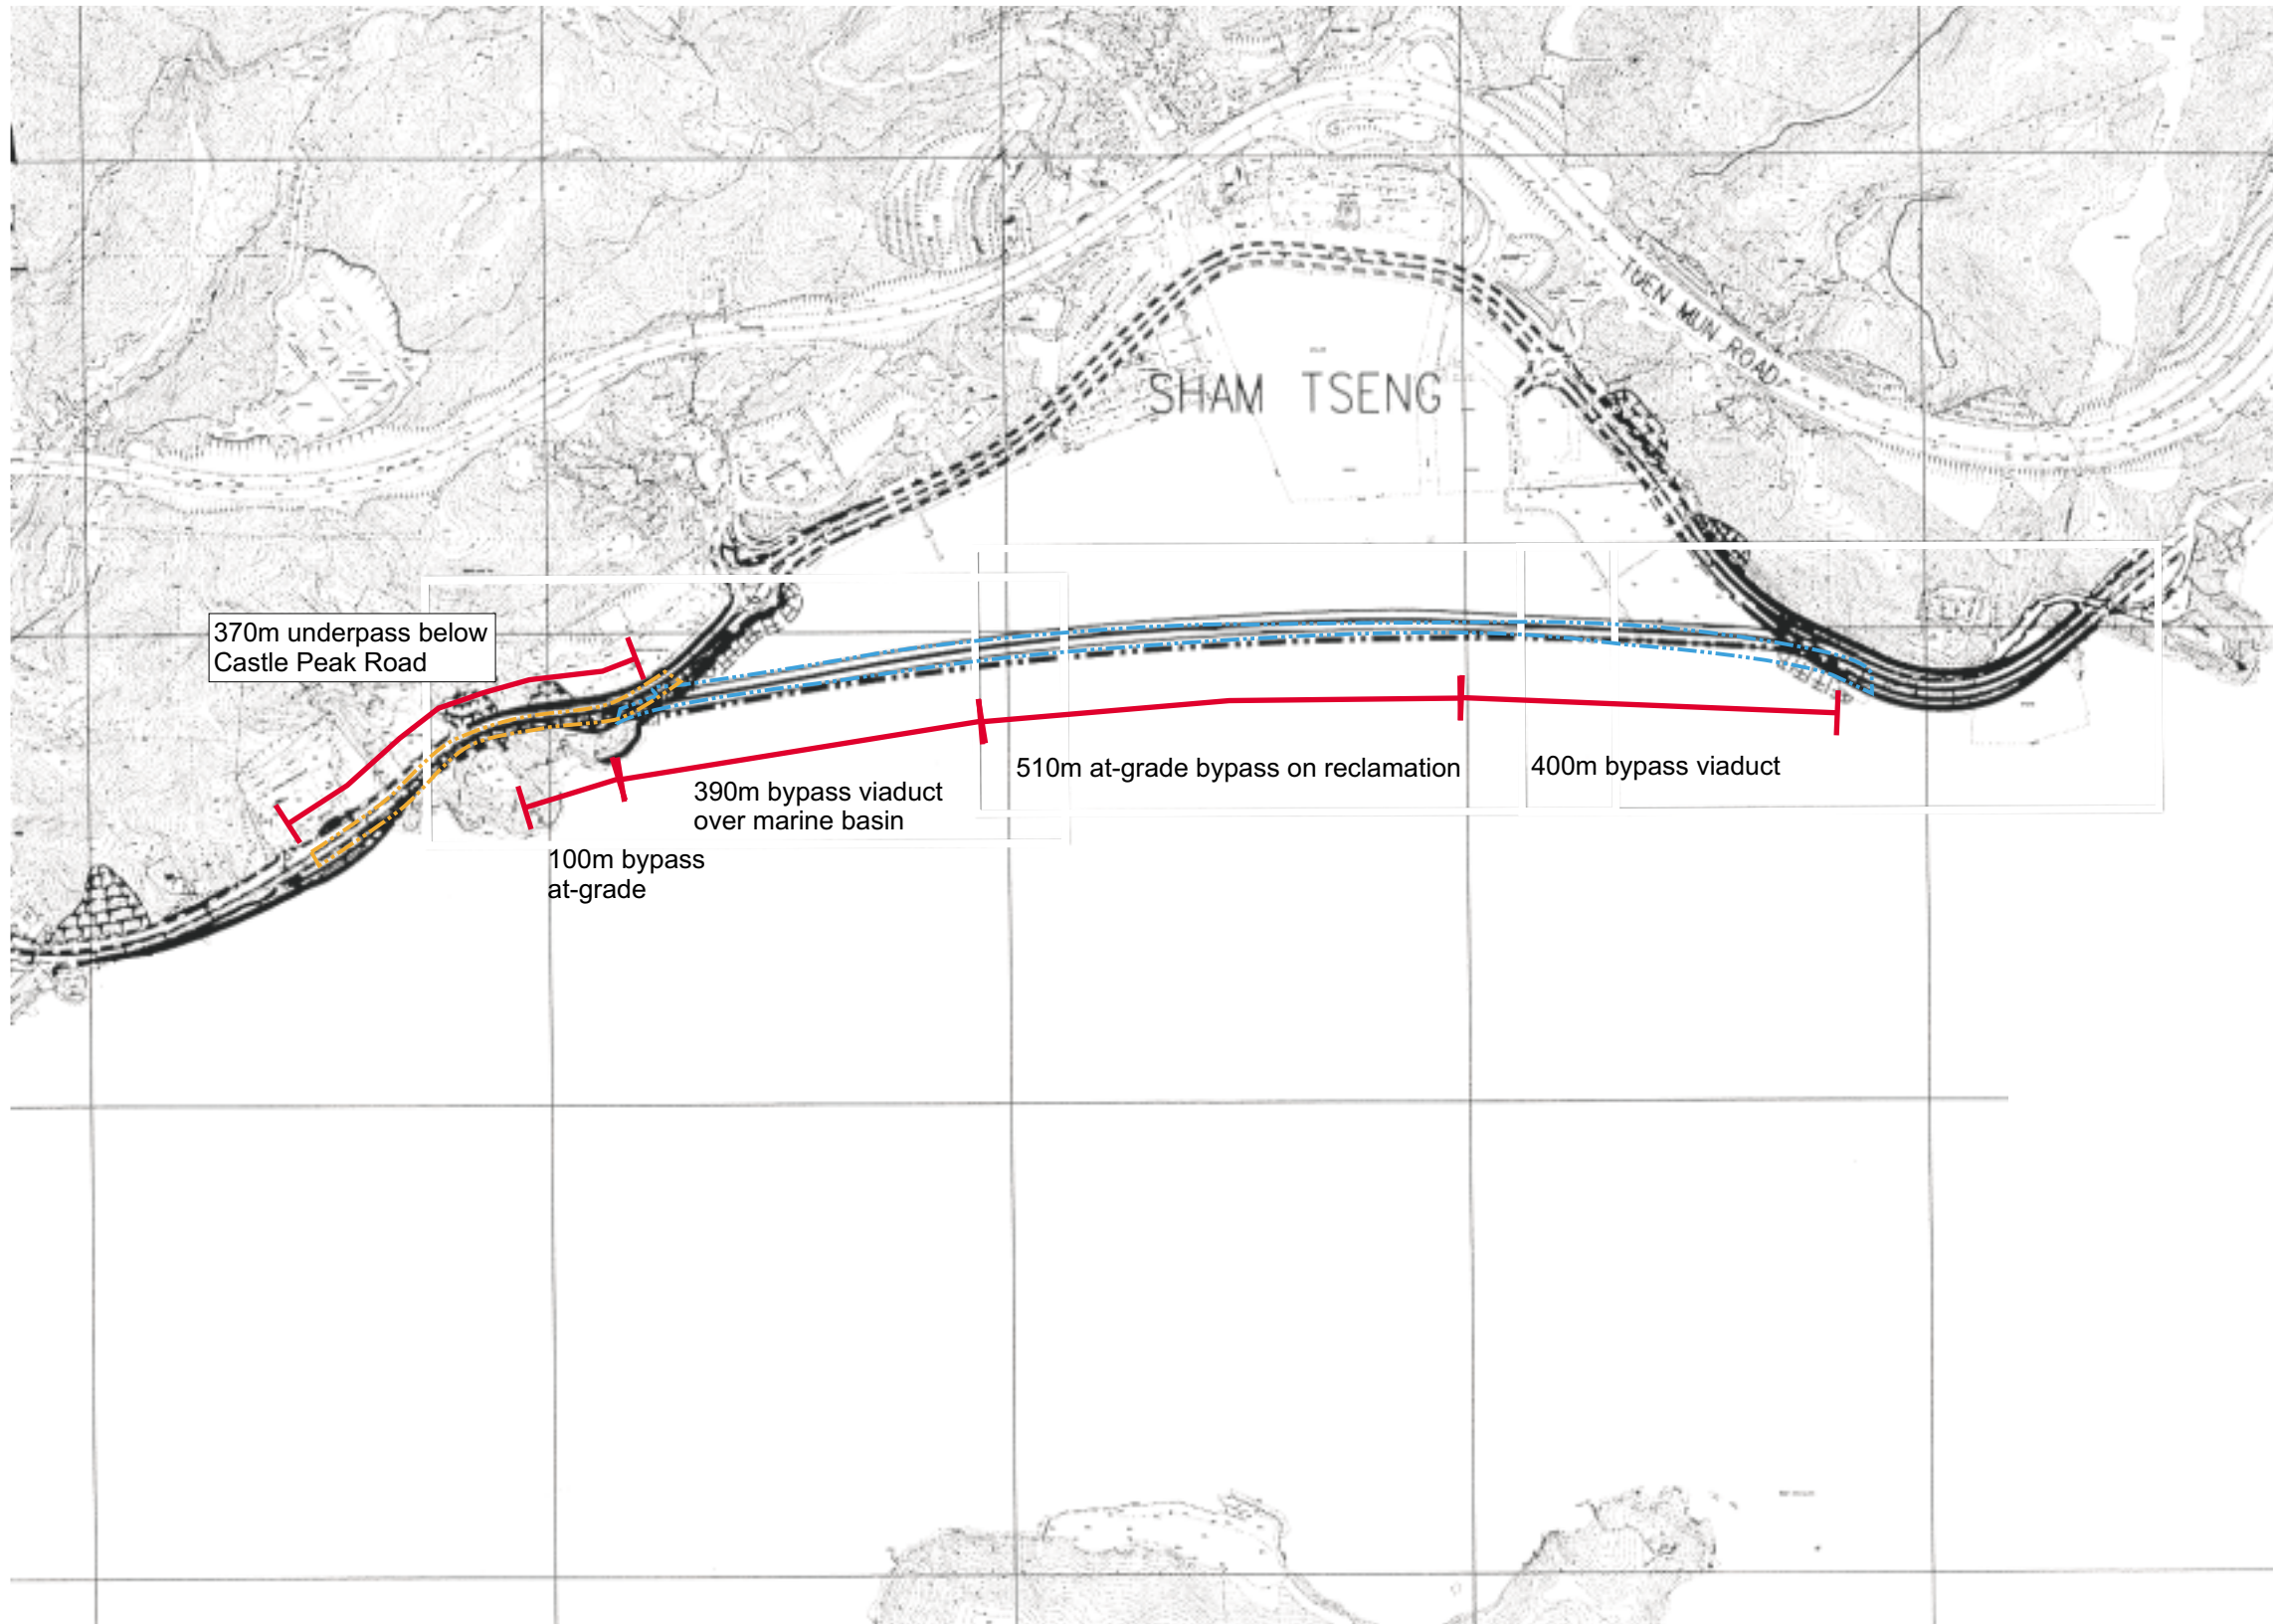 TUEN MUN ROAD
SHAM TSENG
370m underpass below
Castle Peak Road
510m at-grade bypass on reclamation
400m bypass viaduct
390m bypass viaduct
over marine basin
100m bypass
at-grade